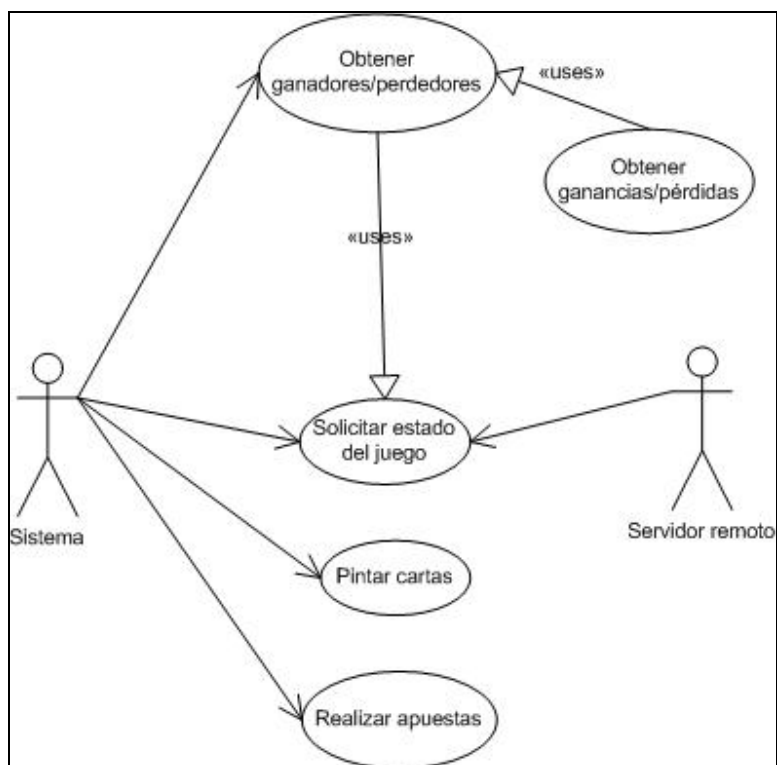 Obtener
ganadores/perdedores
«uses»
Obtener
ganancias/pérdidas
«uses»
Solicitar estado
del juego
Sistema
Servidor remoto
Pintar cartas
Realizar apuestas